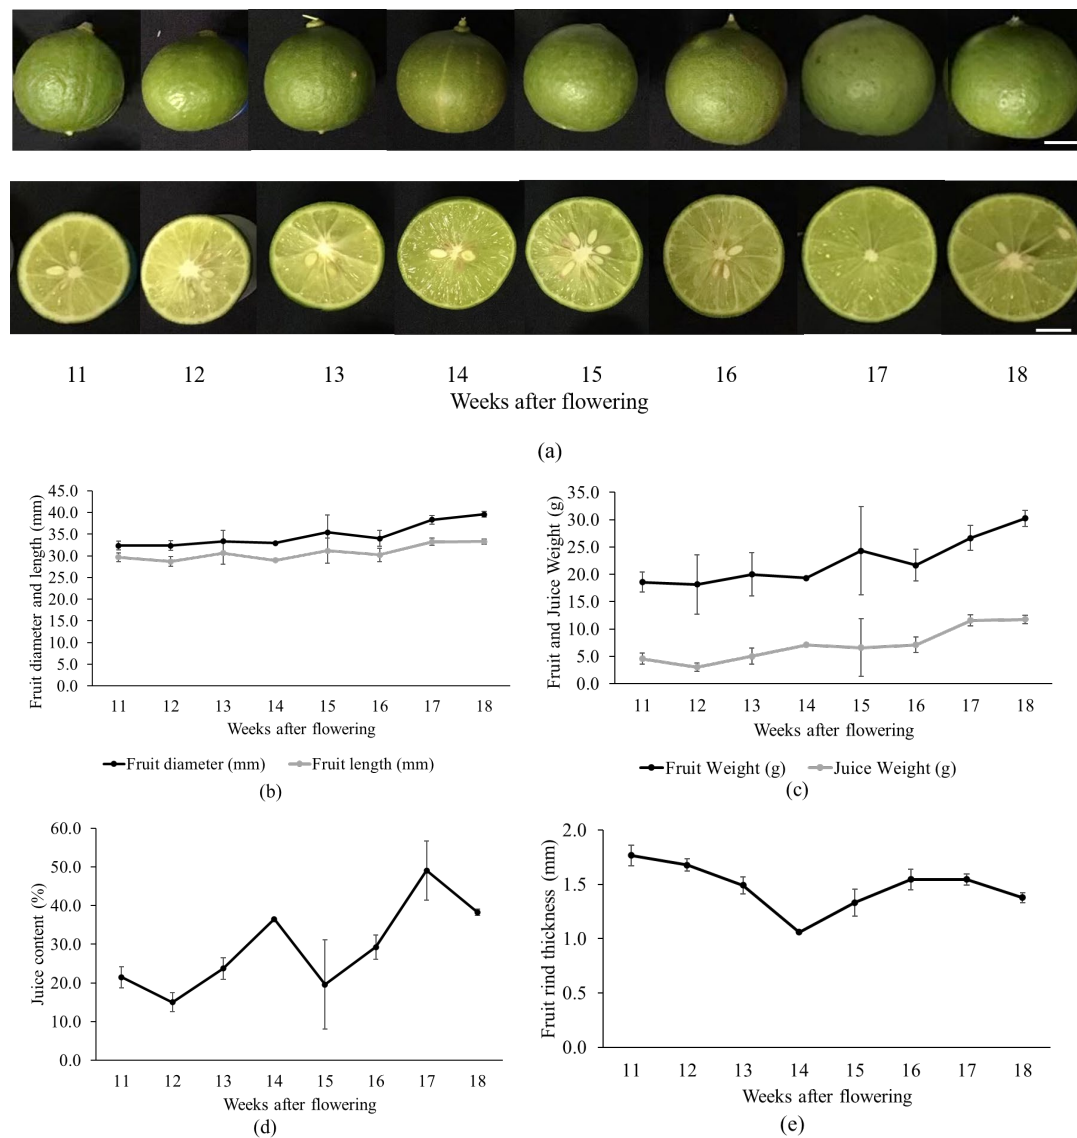 11 12 13 14 15 16 17 18
Weeks after flowering
(a)
Fruit diameter and length (mm)
45.0
40.0
35.0
30.0
25.0
20.0
15.0
10.0
5.0
0.0
11 12 13 14 15 16 17 18
Weeks after flowering
Fruit diameter (mm) Fruit length (mm)
(b)
Fruit and Juice Weight (g)
35.0
30.0
25.0
20.0
15.0
10.0
5.0
0.0
11 12 13 14 15 16 17 18
Weeks after flowering
Fruit Weight (g) Juice Weight (g)
(c)
Juice content (%)
60.0
50.0
40.0
30.0
20.0
10.0
0.0
11 12 13 14 15 16 17 18
Weeks after flowering
(d)
Fruit rind thickness (mm)
2.0
1.5
1.0
0.5
0.0
11 12 13 14 15 16 17 18
Weeks after flowering
(e)